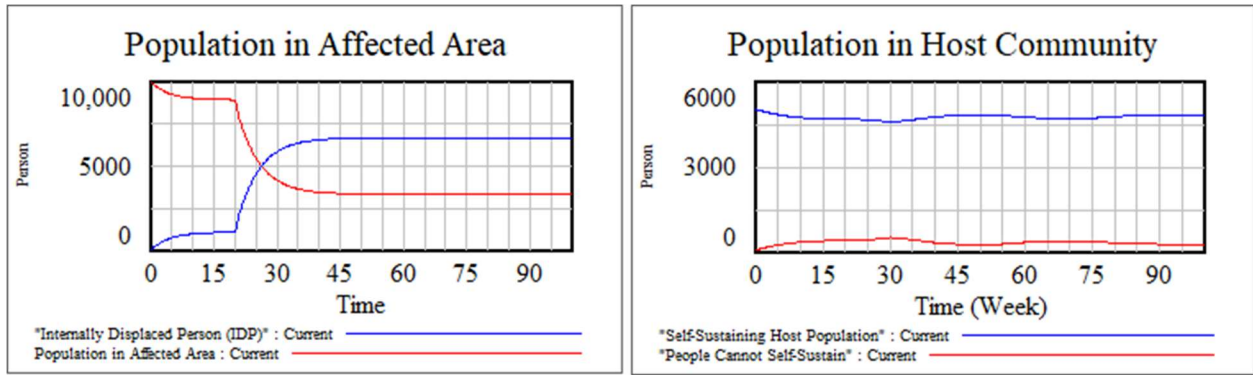 Population in Affected Area
10,000
5000
0
Person
0 15 30 45 60 75 90
Time
"Internally Displaced Person (IDP)" : Current
Population in Affected Area : Current
Population in Host Community
6000
3000
0
Person
0 15 30 45 60 75 90
Time (Week)
"Self-Sustaining Host Population" : Current
"People Cannot Self-Sustain" : Current